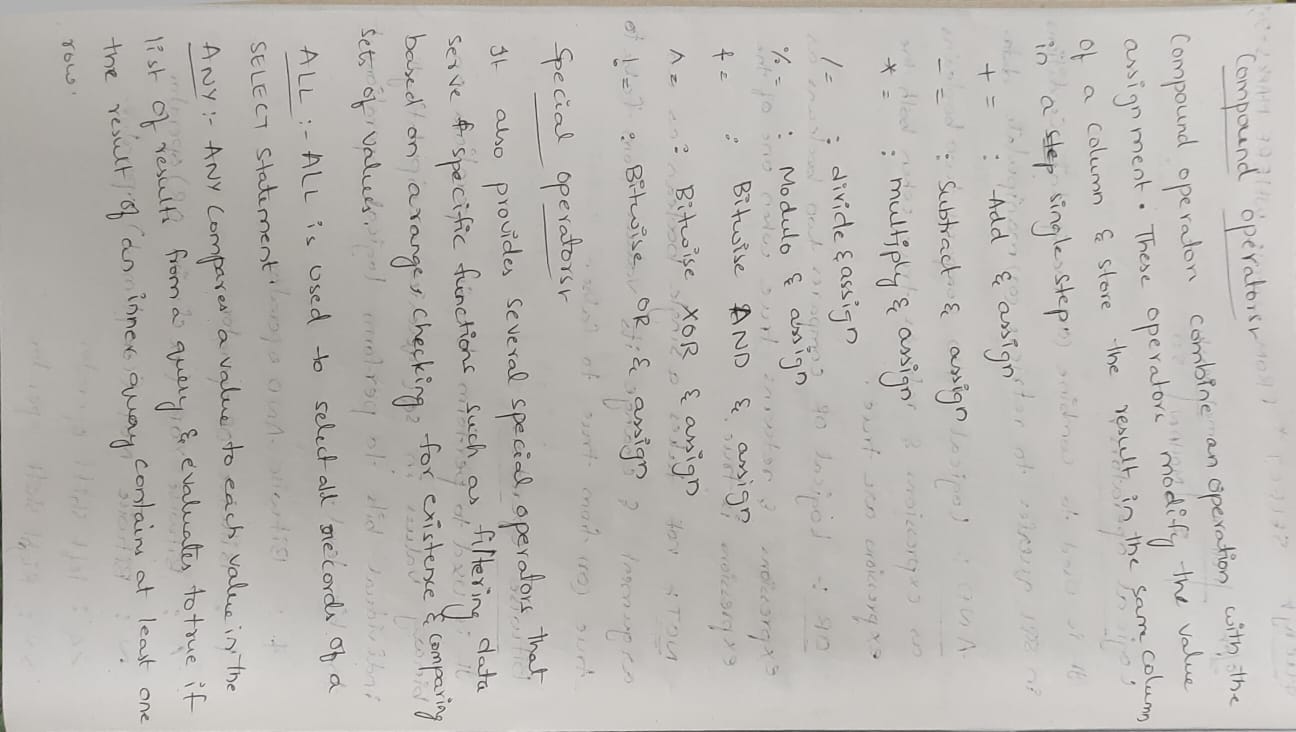 Compound operators:-
Compound operators combine an operation with the
assignment. These operators modify the value
of a column & store the result in the same column
in a step single step.
+ = : Add & assign
- = : Subtract & assign
* = : multiply & assign
/ = : divide & assign
% = : Modulo & assign
& = : Bitwise AND & assign
^ = : Bitwise XOR & assign
! = : Bitwise OR & assign
Special operators:-
It also provides several special operators that
serve specific functions such as filtering data
based on a range, checking for existence & comparing
sets of values.
ALL :- ALL is used to select all records of a
SELECT Statement.
ANY :- ANY compares a value to each value in the
list of results from a query & evaluates to true if
the result of an inner query contains at least one
row.